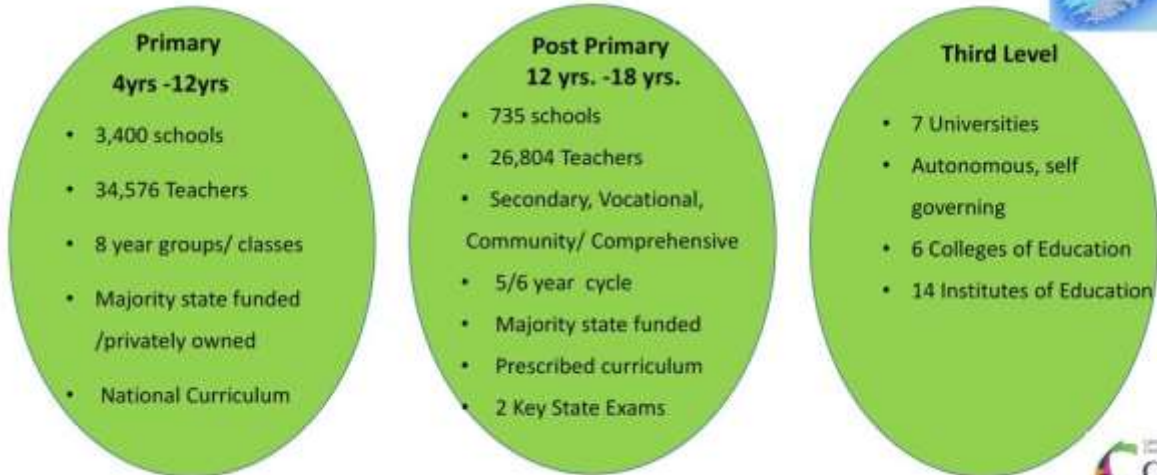 Primary
4yrs -12yrs
• 3,400 schools
• 34,576 Teachers
• 8 year groups/ classes
• Majority state funded
/privately owned
• National Curriculum
Post Primary
12 yrs. -18 yrs.
• 735 schools
• 26,804 Teachers
• Secondary, Vocational,
Community/ Comprehensive
• 5/6 year cycle
• Majority state funded
• Prescribed curriculum
• 2 Key State Exams
Third Level
• 7 Universities
• Autonomous, self
governing
• 6 Colleges of Education
• 14 Institutes of Education